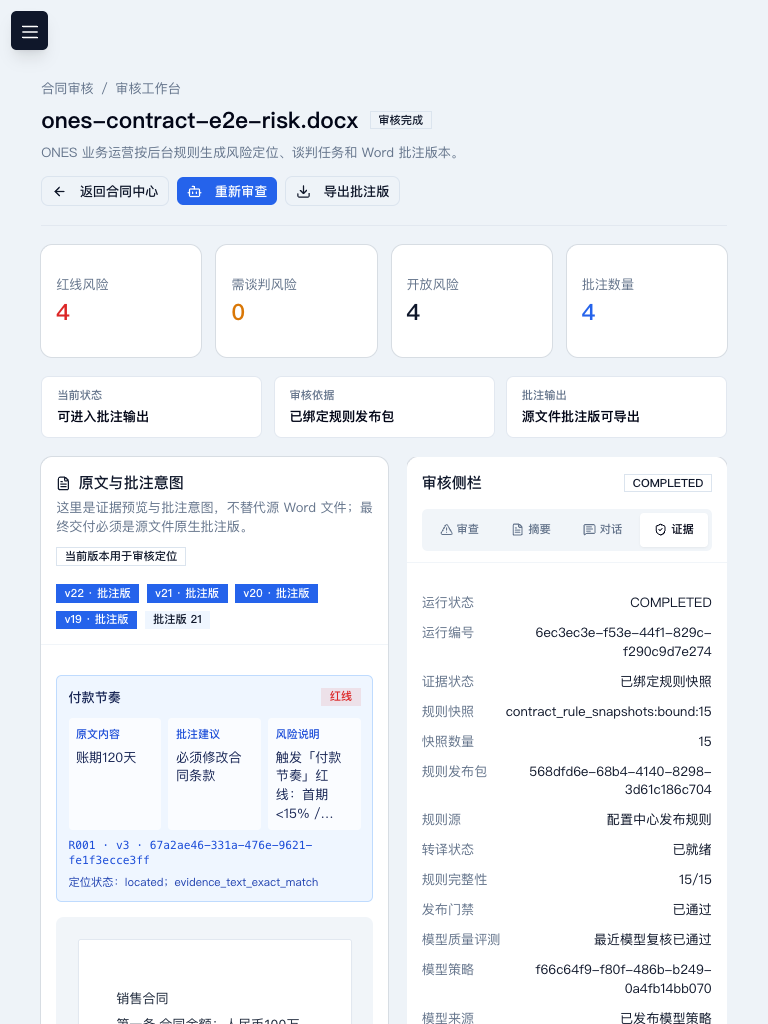 合同审核 / 审核工作台
ones-contract-e2e-risk.docx 审核完成
ONES 业务运营按后台规则生成风险定位、谈判任务和 Word 批注版本。
返回合同中心 重新审查 导出批注版
红线风险
4
需谈判风险
0
开放风险
4
批注数量
4
当前状态
可进入批注输出
审核依据
已绑定规则发布包
批注输出
源文件批注版可导出
原文与批注意图
这里是证据预览与批注意图，不替代源 Word 文件；最
终交付必须是源文件原生批注版。
当前版本用于审核定位
v22 · 批注版 v21 · 批注版 v20 · 批注版
v19 · 批注版 批注版 21
付款节奏 红线
原文内容
账期120天
批注建议
必须修改合
同条款
风险说明
触发「付款
节奏」红
线：首期
<15% /...
R001 · v3 · 67a2ae46-331a-476e-9621-
fe1f3ecce3ff
定位状态：located；evidence_text_exact_match
销售合同
第一条 合同金额：人民币100万
审核侧栏 COMPLETED
审查 摘要 对话 证据
运行状态 COMPLETED
运行编号 6ec3ec3e-f53e-44f1-829c-
f290c9d7e274
证据状态 已绑定规则快照
规则快照 contract_rule_snapshots:bound:15
快照数量 15
规则发布包 568dfd6e-68b4-4140-8298-
3d61c186c704
规则源 配置中心发布规则
转译状态 已就绪
规则完整性 15/15
发布门禁 已通过
模型质量评测 最近模型复核已通过
模型策略 f66c64f9-f80f-486b-b249-
0a4fb14bb070
模型来源 已发布模型策略